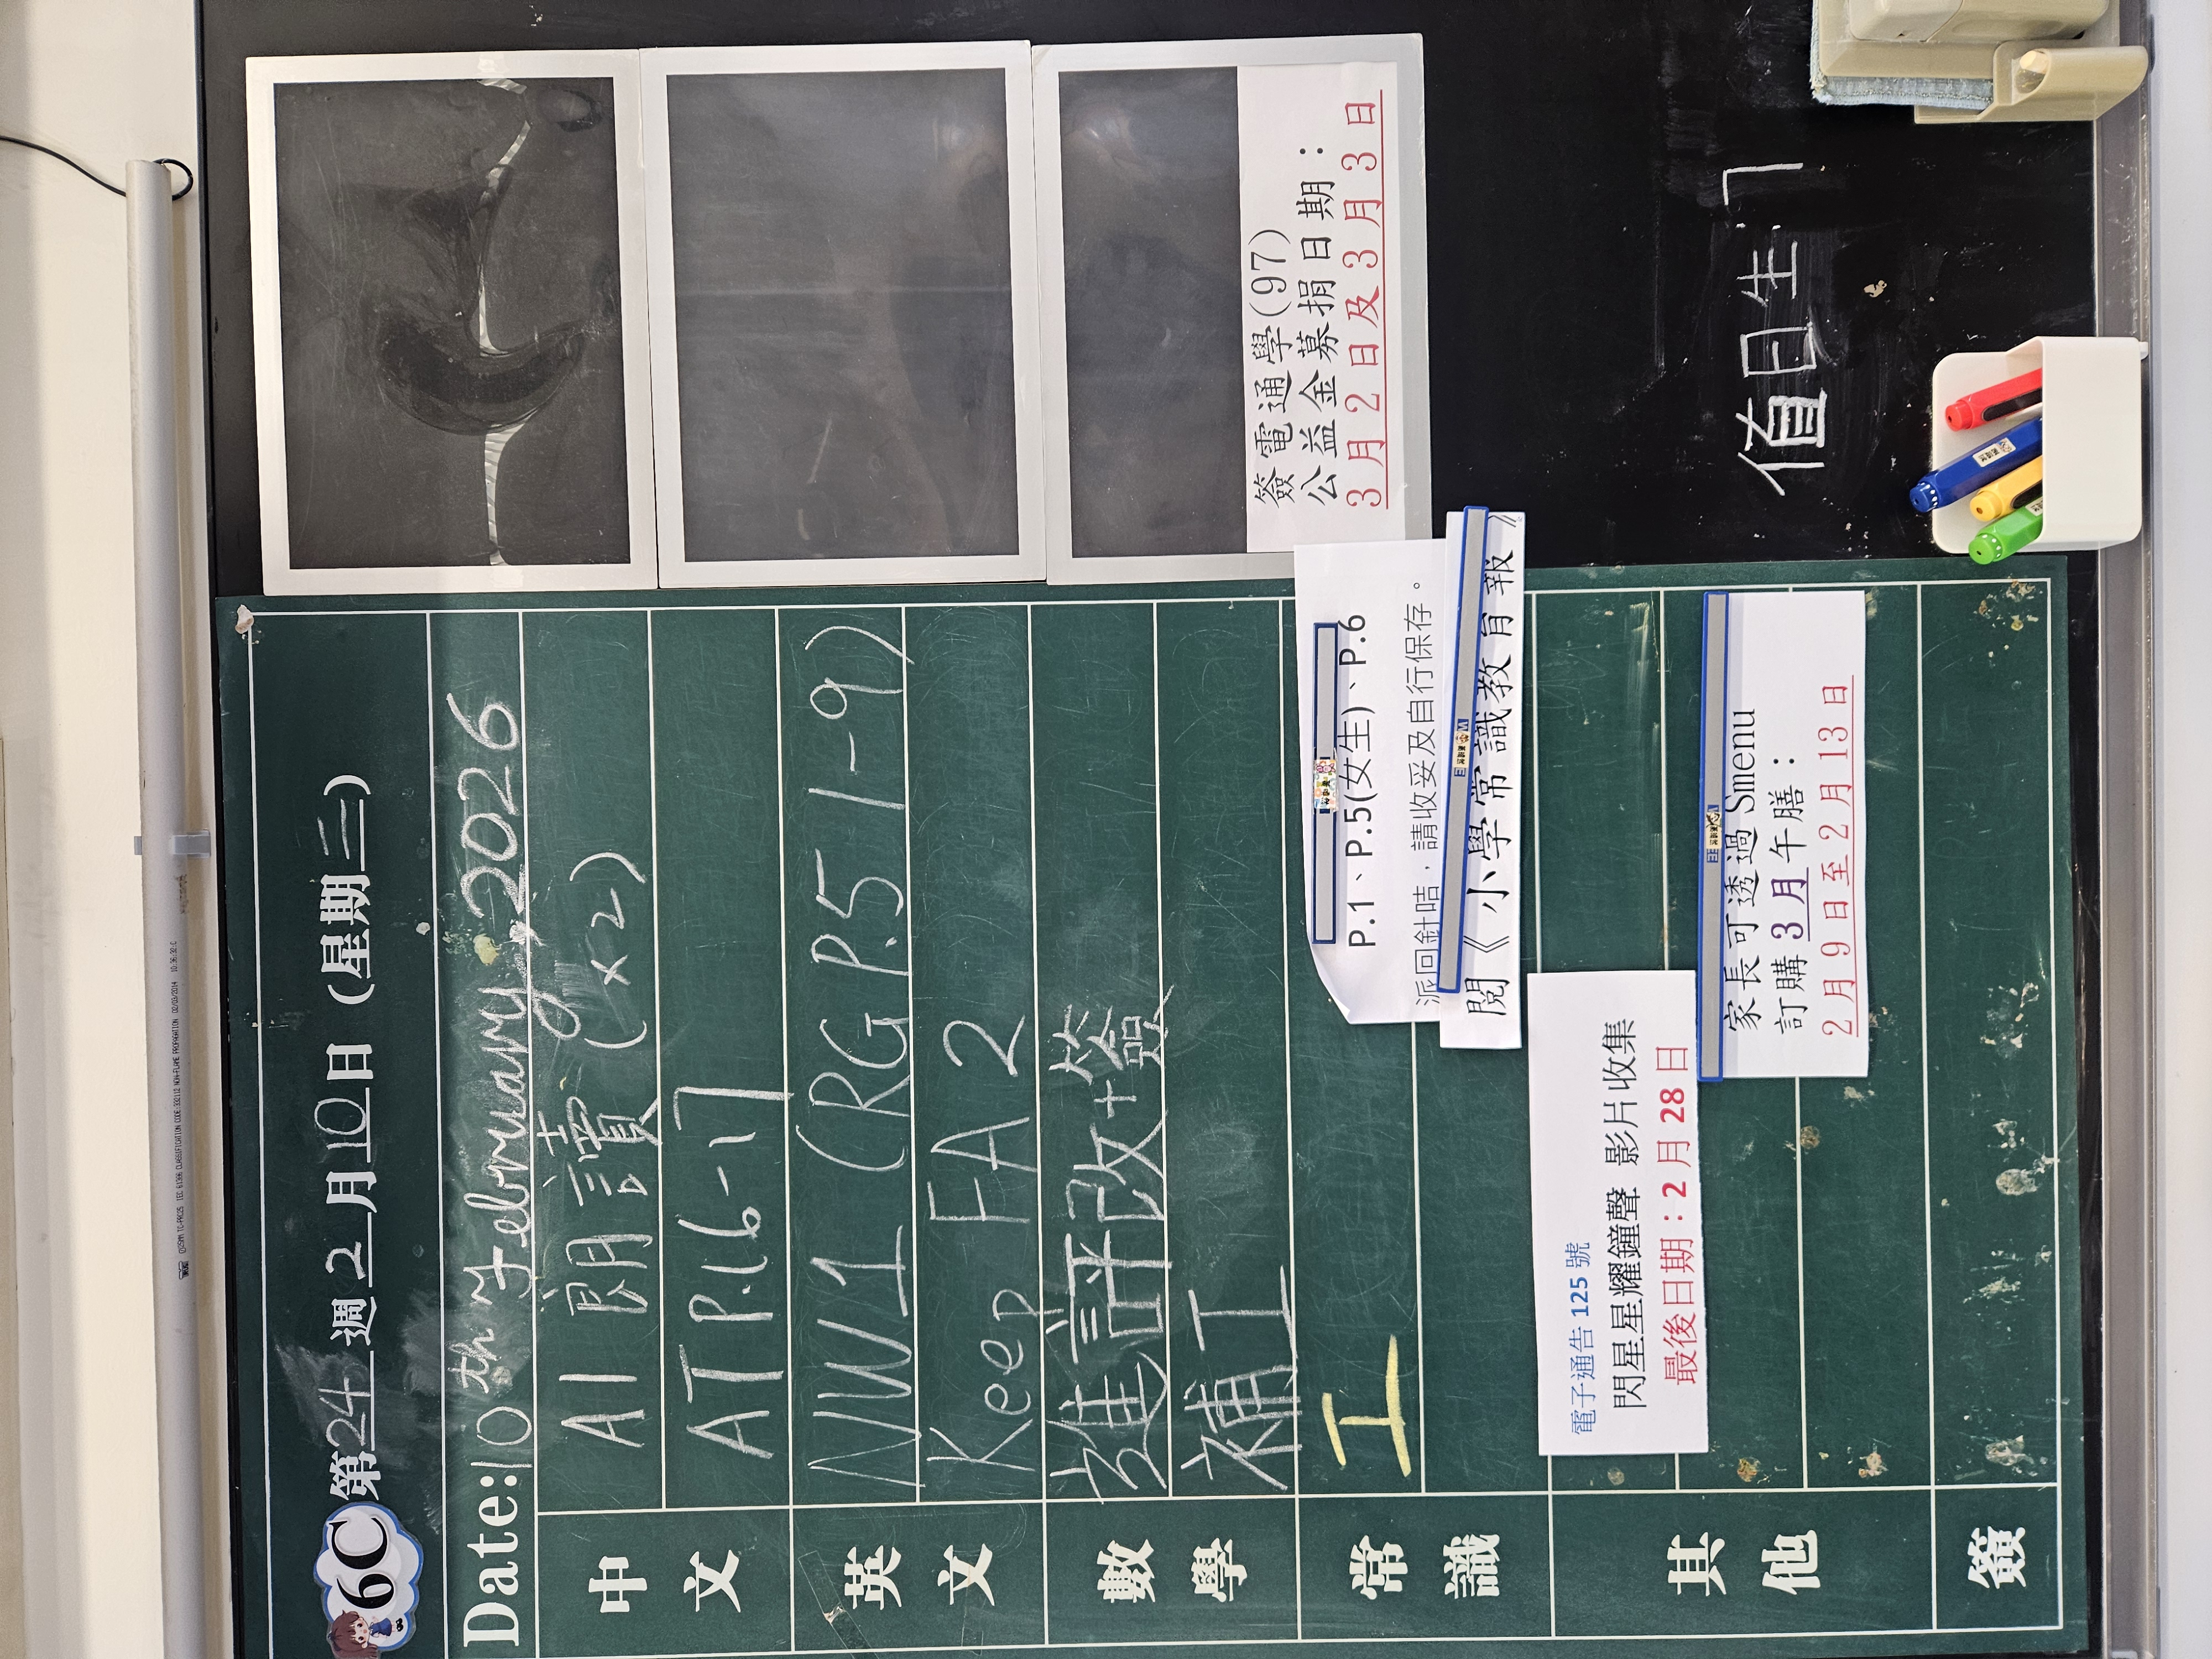 6C 第24週 2月10日 (星期二)
Date:10th February, 2026
中文
AI 朗讀 (x2)
AT P.16-17
英文
NW1 (RG P.5 1-9)
Keep FA 2
數學
進評改+簽
補工
常識
工
P.1、P.5(女生)、P.6
派回針咭，請收妥及自行保存。
閱《小學常識教育報》
其他
電子通告 125 號
閃星星耀鐘聲 影片收集
最後日期：2 月 28 日
家長可透過 Smenu
訂購 3 月午膳：
2 月 9 日至 2 月 13 日
簽
簽電通學(97)
公益金募捐日期：
3 月 2 日及 3 月 3 日
值日生